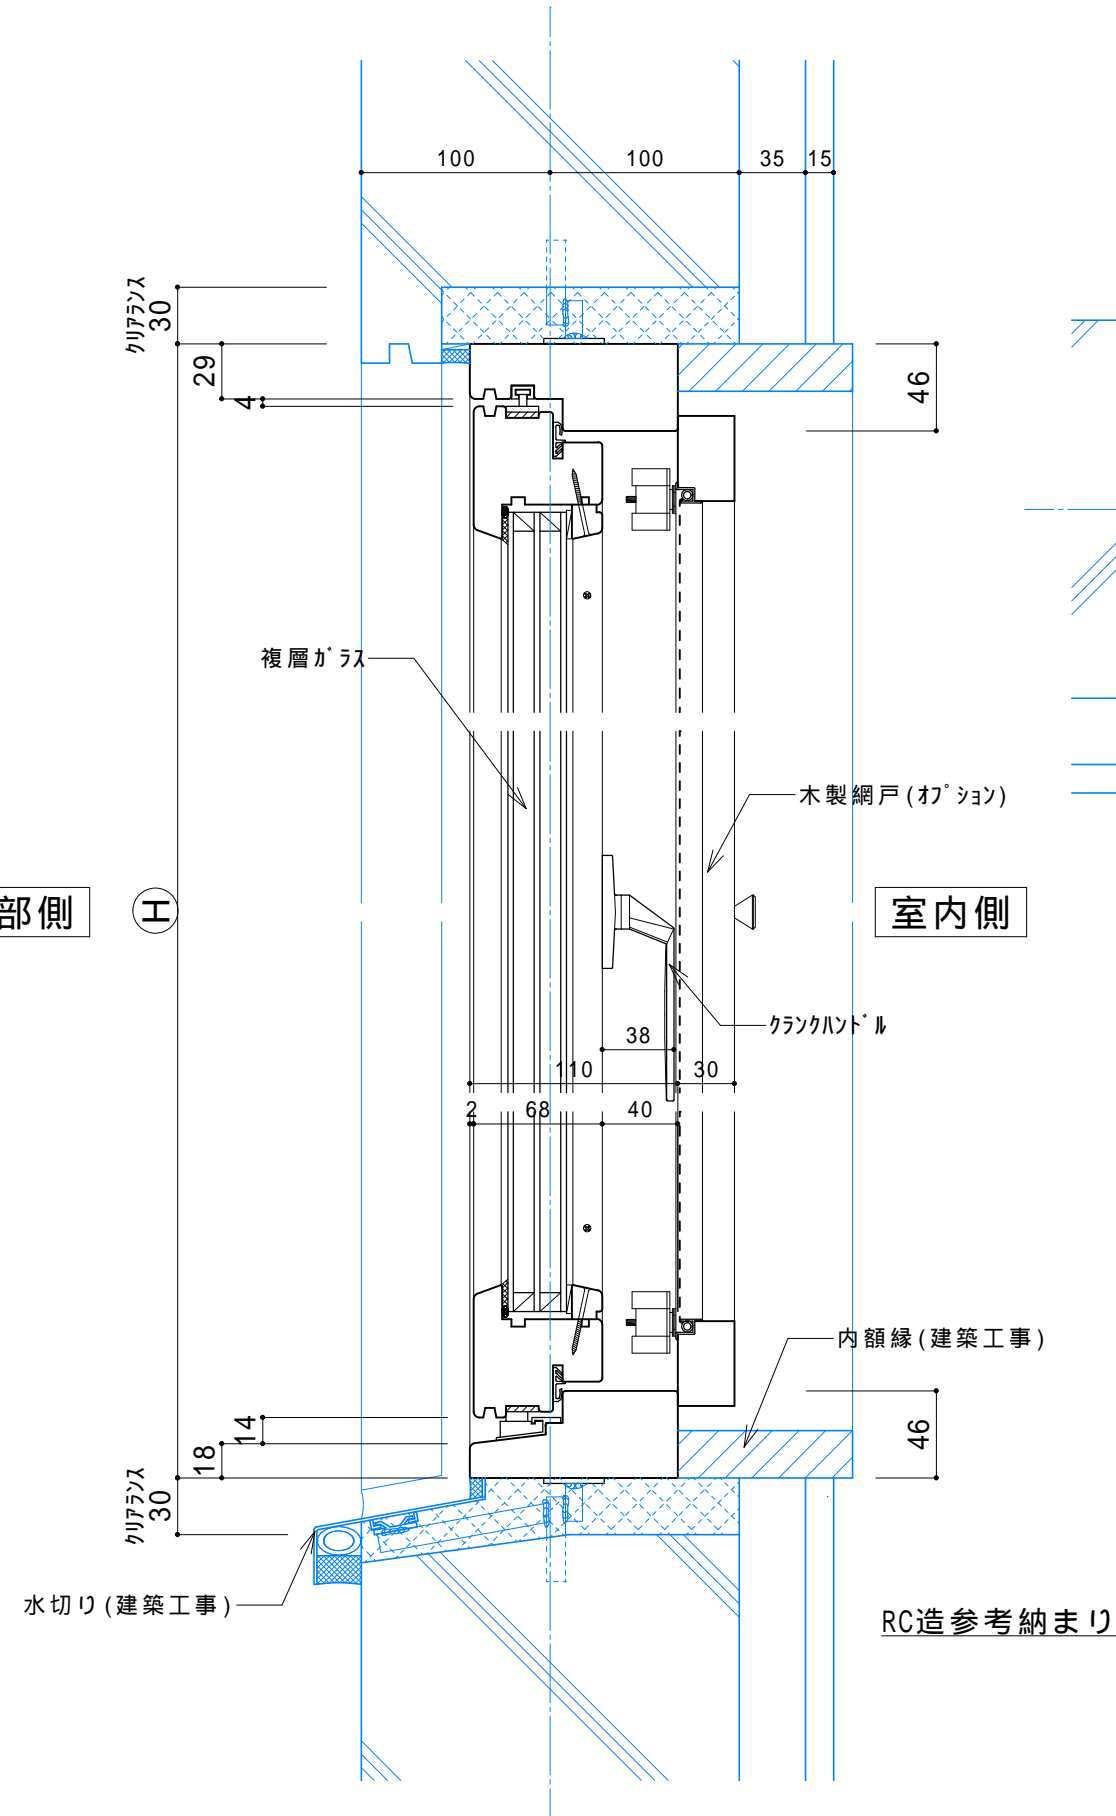 100 100 35 15
クリアランス
30
29
4
46
複層ガラス
木製網戸(オプション)
部側
H
室内側
クランクハンドル
38
110 30
2 68 40
内額縁(建築工事)
14
18
46
クリアランス
30
水切り(建築工事)
RC造参考納まり